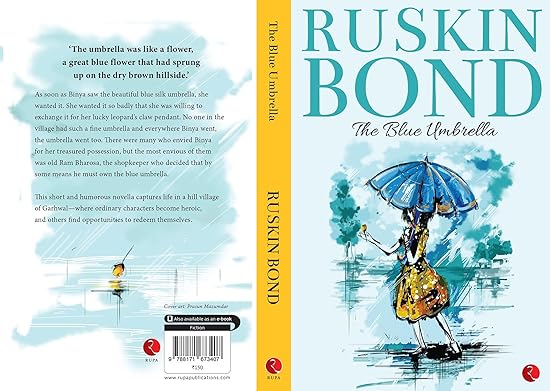 ‘The umbrella was like a flower,
a great blue flower that had sprung
up on the dry brown hillside.’
As soon as Binya saw the beautiful blue silk umbrella, she
wanted it. She wanted it so badly that she was willing to
exchange it for her lucky leopard's claw pendant. No one in the
village had such a fine umbrella and everywhere Binya went,
the umbrella went too. There were many who envied Binya
for her treasured possession, but the most envious of them
was old Ram Bharosa, the shopkeeper who decided that by
some means he must own the blue umbrella.
This short and humorous novella captures life in a hill village
of Garhwal—where ordinary characters become heroic,
and others find opportunities to redeem themselves.
Cover art: Prasun Mazumdar
Also available as an e-book
Fiction
9 788171 673407
₹150
RUPA
www.rupapublications.com
The Blue Umbrella
RUSKIN BOND
RUSKIN
BOND
The Blue Umbrella